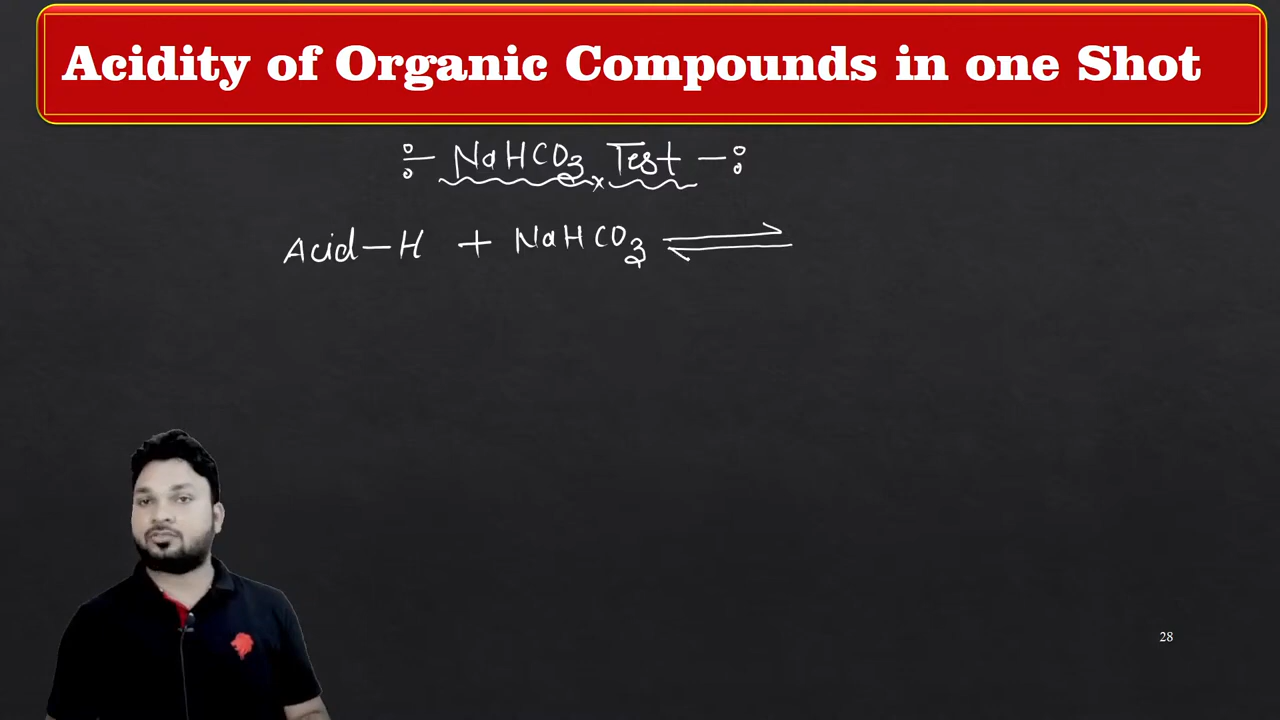 Acidity of Organic Compounds in one Shot
NaHCO₃ Test
Acid-H + NaHCO₃ ⇌
28